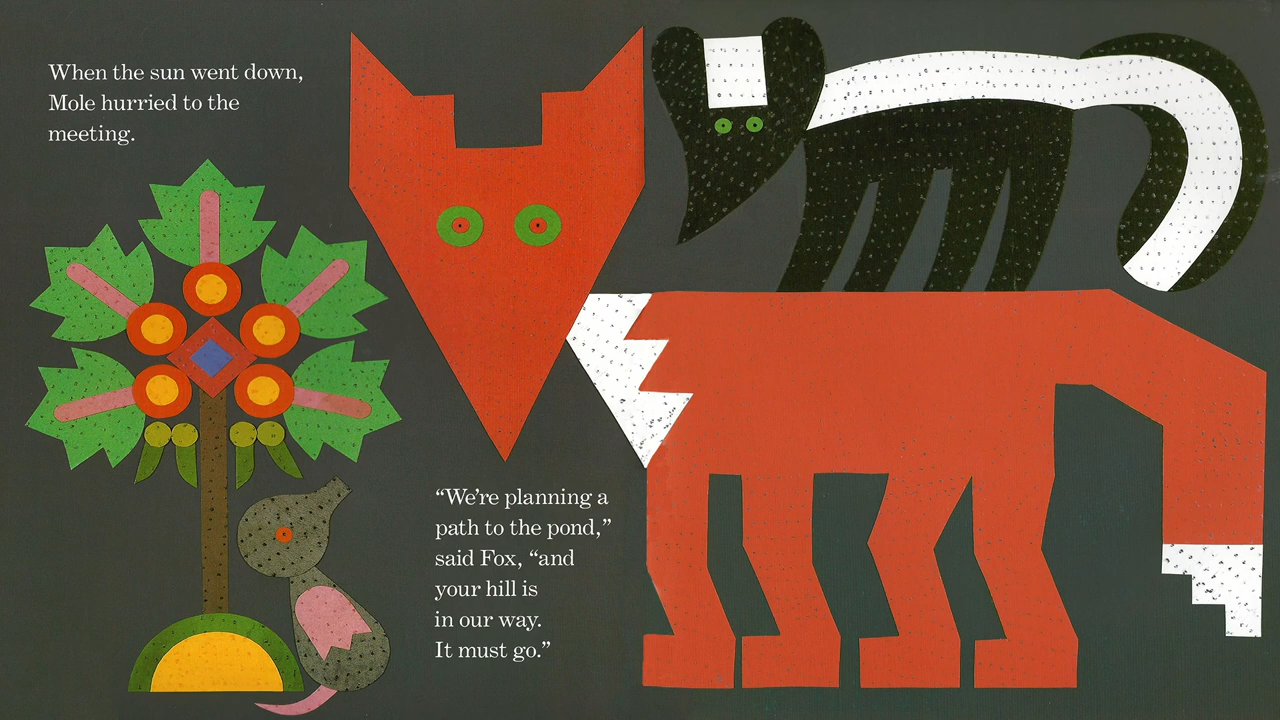 When the sun went down,
Mole hurried to the
meeting.
“We’re planning a
path to the pond,”
said Fox, “and
your hill is
in our way.
It must go.”